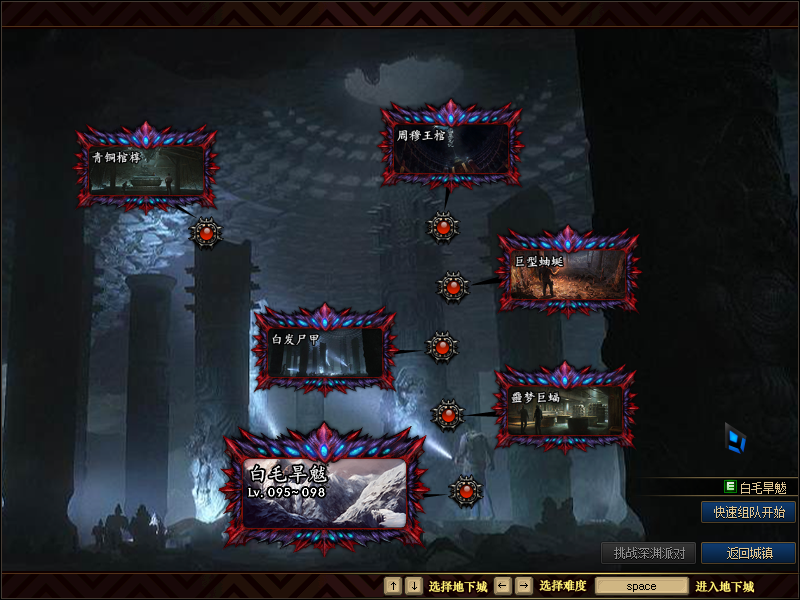 周穆王棺
青铜棺椁
巨型蚰蜒
白发尸甲
噩梦巨蝠
白毛旱魃
Lv.095~098
E 白毛旱魃
快速组队开始
挑战深渊派对
返回城镇
↑ ↓ 选择地下城 ← → 选择难度 space 进入地下城